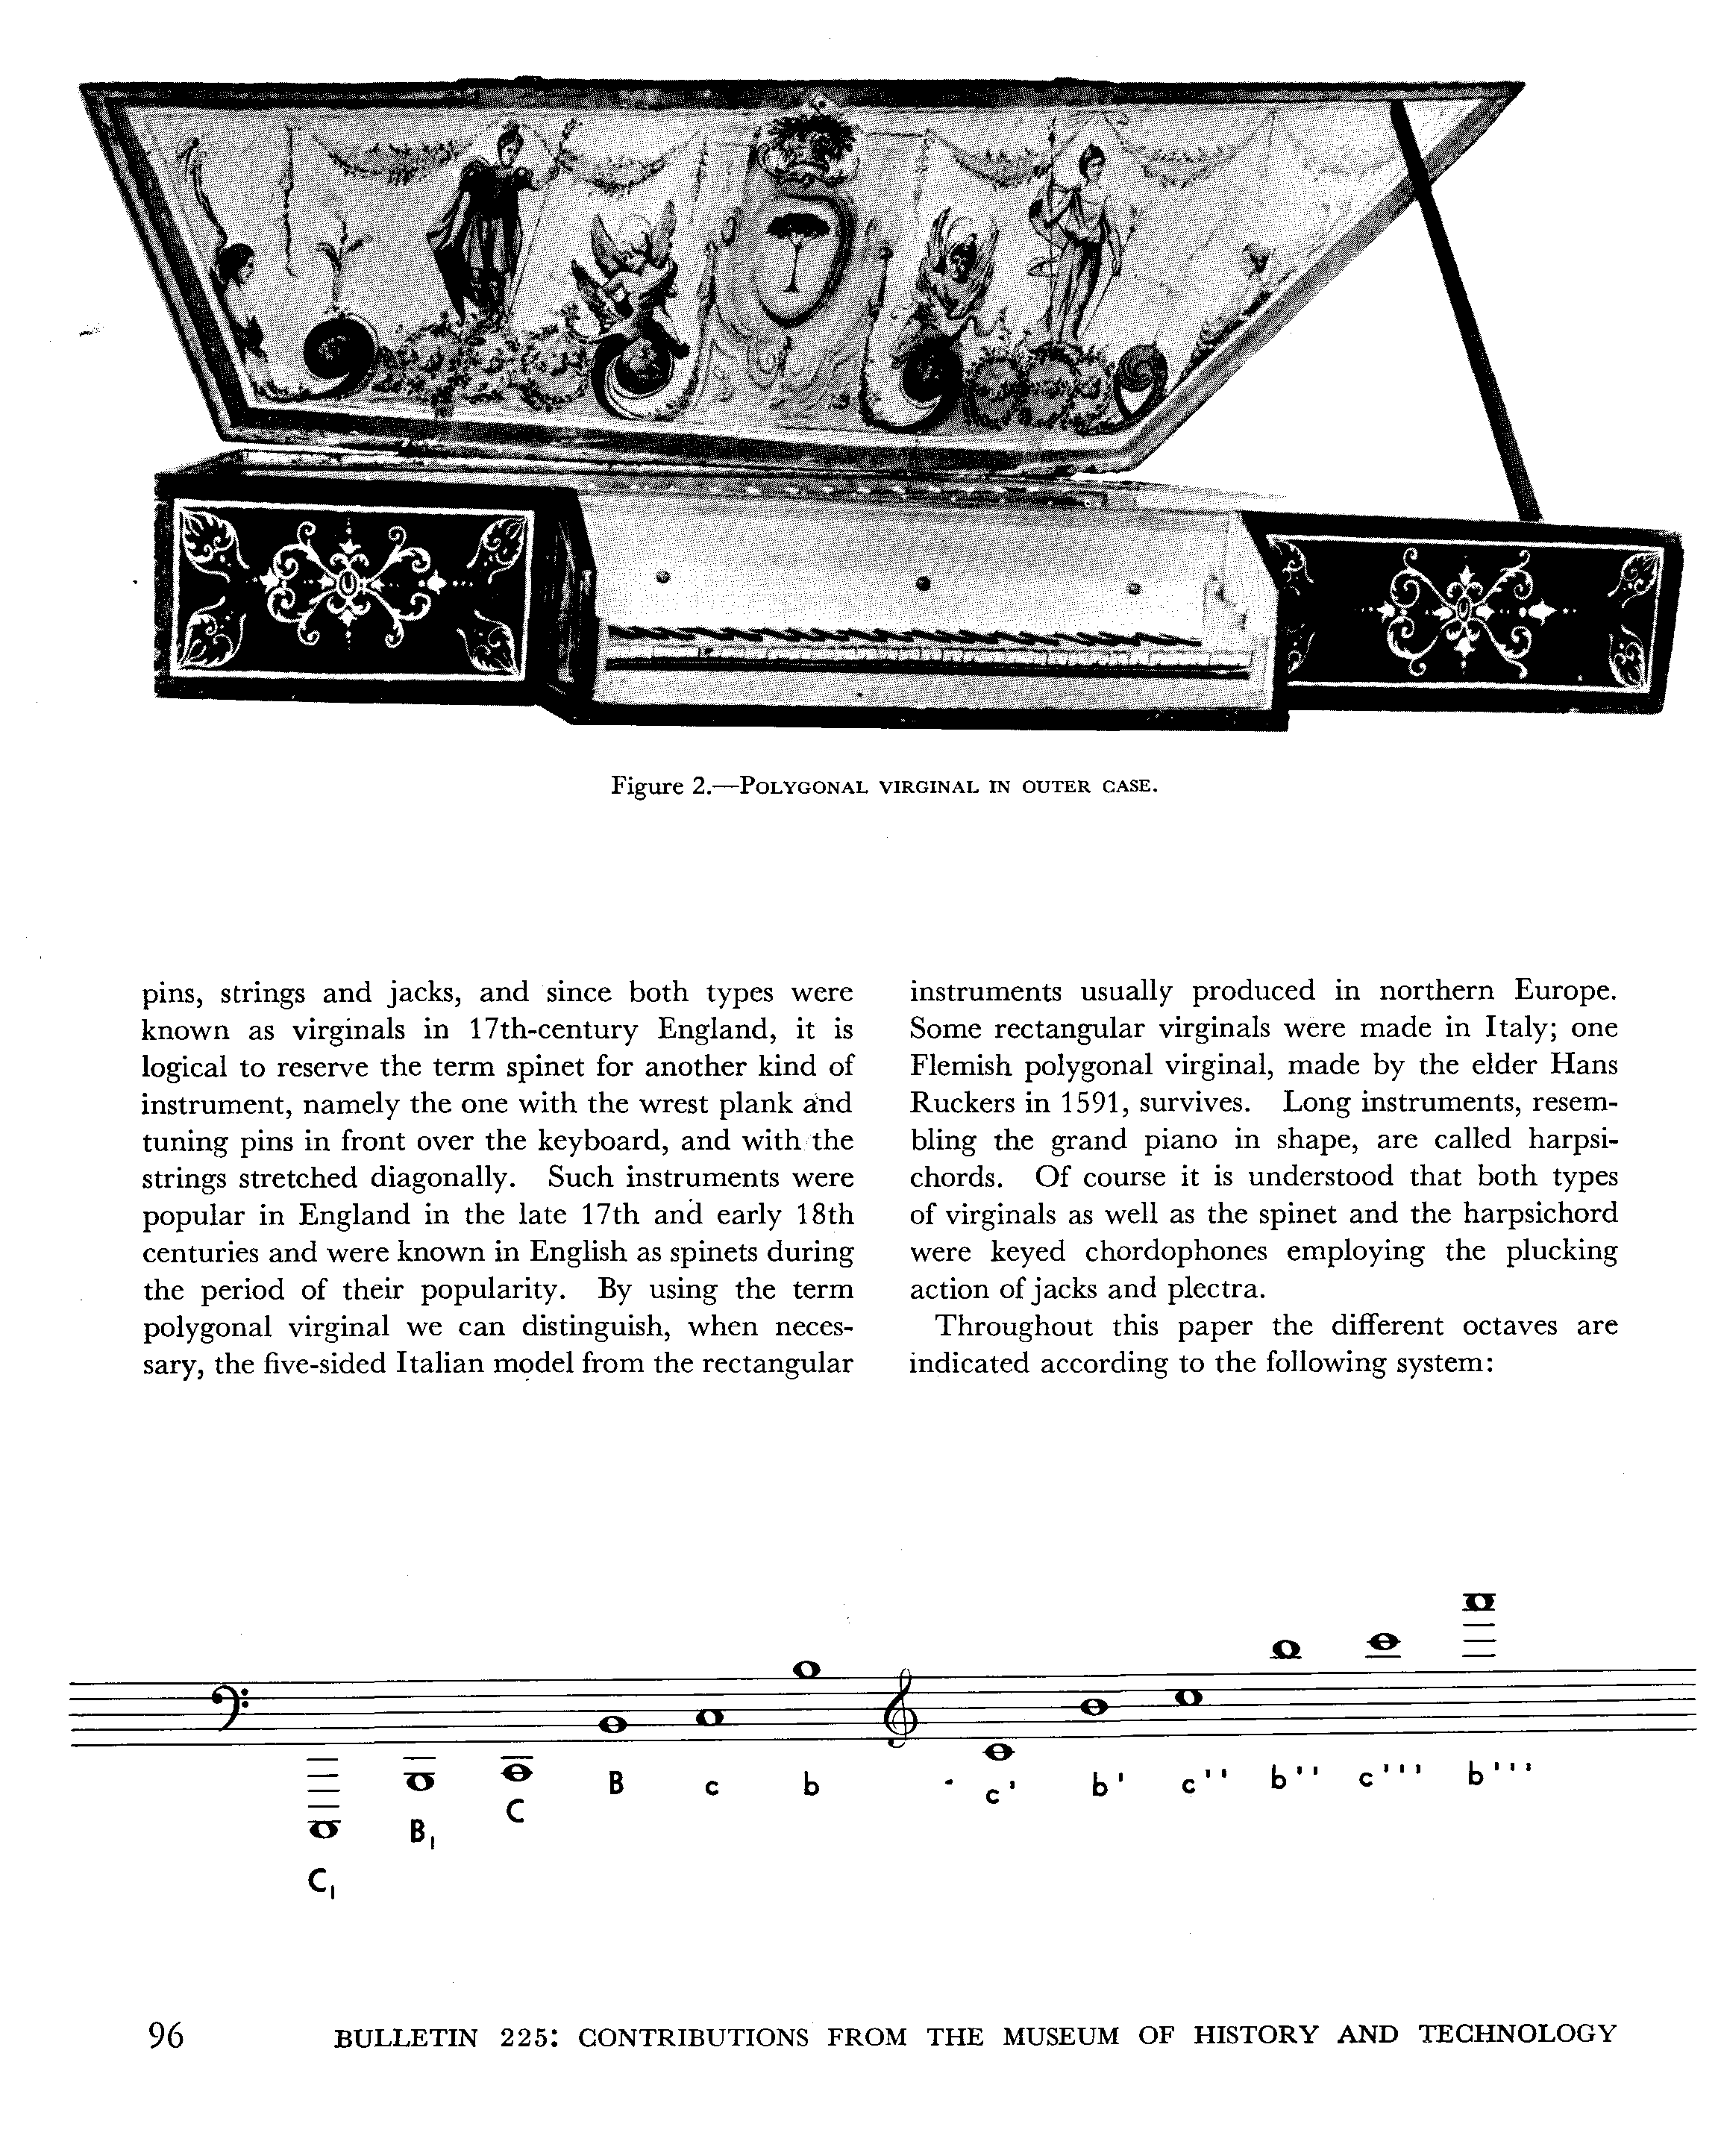 Figure 2.—Polygonal virginal in outer case.
pins, strings and jacks, and since both types were
known as virginals in 17th-century England, it is
logical to reserve the term spinet for another kind of
instrument, namely the one with the wrest plank and
tuning pins in front over the keyboard, and with the
strings stretched diagonally. Such instruments were
popular in England in the late 17th and early 18th
centuries and were known in English as spinets during
the period of their popularity. By using the term
polygonal virginal we can distinguish, when neces-
sary, the five-sided Italian model from the rectangular
instruments usually produced in northern Europe.
Some rectangular virginals were made in Italy; one
Flemish polygonal virginal, made by the elder Hans
Ruckers in 1591, survives. Long instruments, resem-
bling the grand piano in shape, are called harpsi-
chords. Of course it is understood that both types
of virginals as well as the spinet and the harpsichord
were keyed chordophones employing the plucking
action of jacks and plectra.
Throughout this paper the different octaves are
indicated according to the following system:
C₁ B₁ C B c b c' b' c'' b'' c''' b'''
96 BULLETIN 225: CONTRIBUTIONS FROM THE MUSEUM OF HISTORY AND TECHNOLOGY